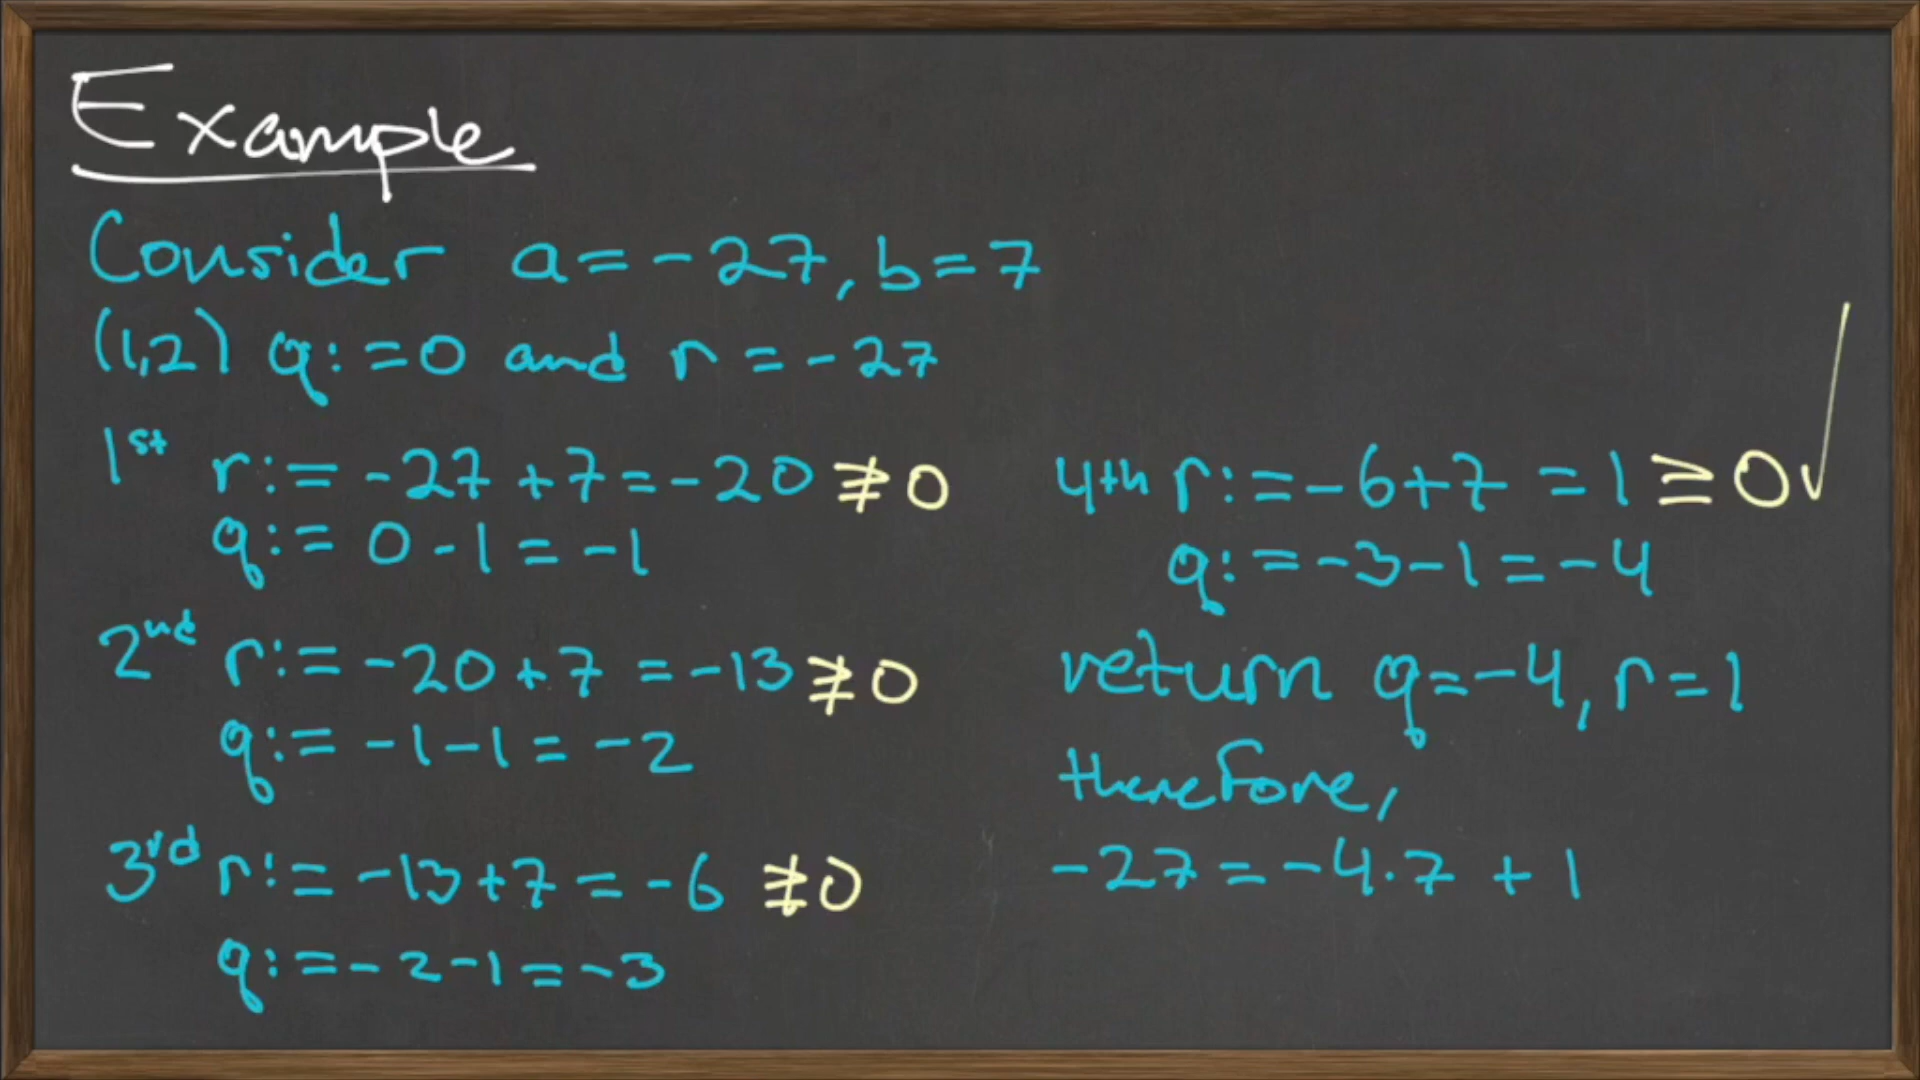 Example
Consider a = -27, b = 7
(1,2) q := 0 and r = -27
1st r := -27 + 7 = -20 ≱ 0
q := 0 - 1 = -1
2nd r := -20 + 7 = -13 ≱ 0
q := -1 - 1 = -2
3rd r := -13 + 7 = -6 ≱ 0
q := -2 - 1 = -3
4th r := -6 + 7 = 1 ≥ 0 ✓
q := -3 - 1 = -4
return q = -4, r = 1
therefore,
-27 = -4 · 7 + 1